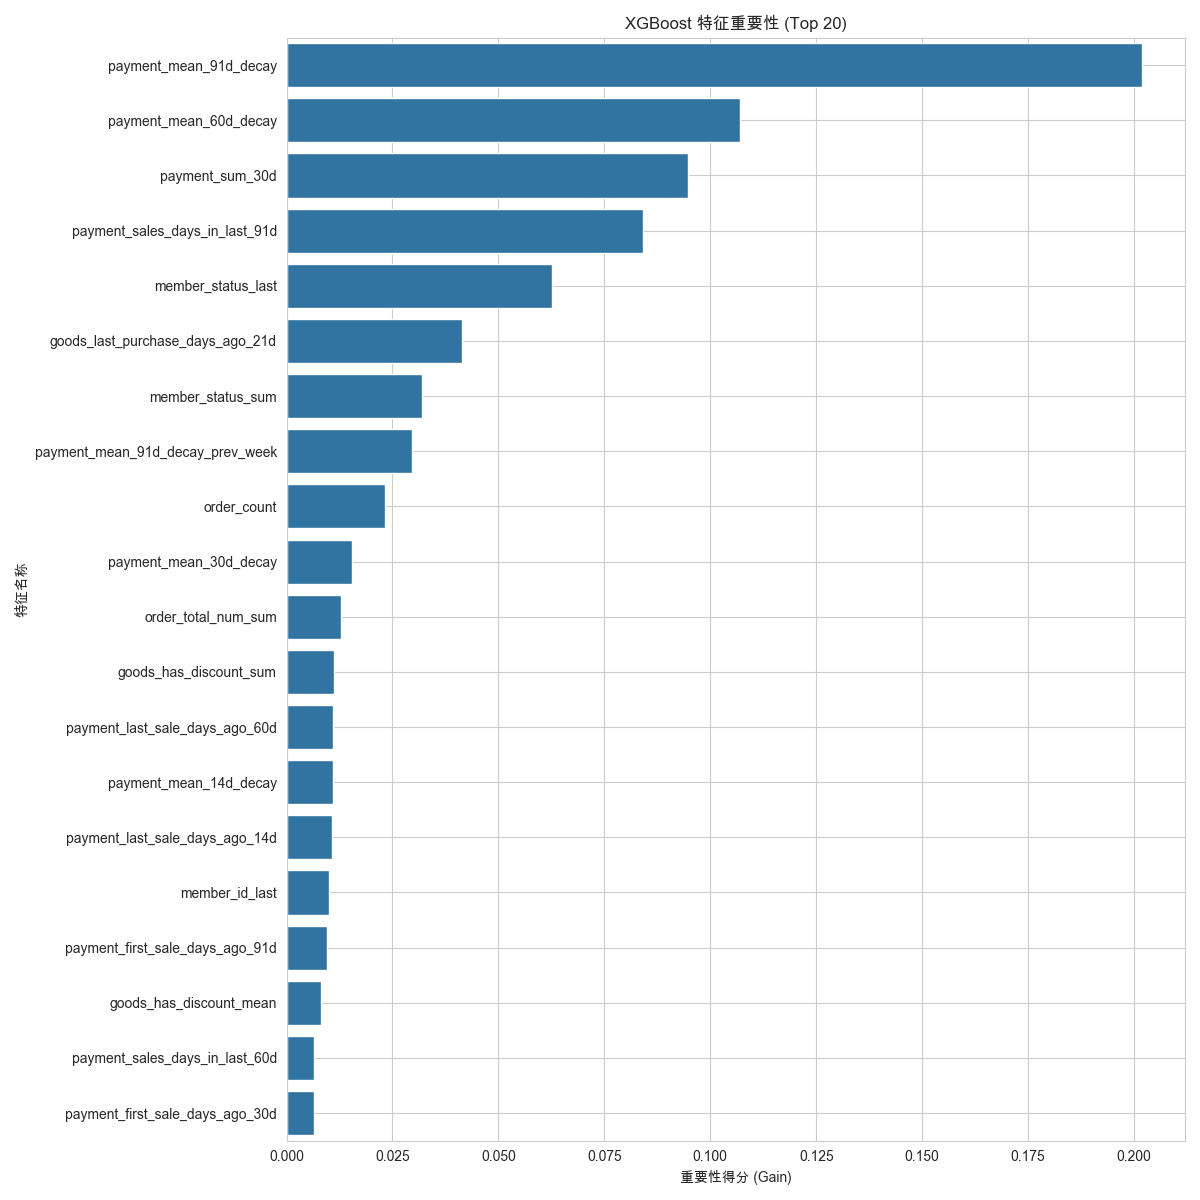 XGBoost 特征重要性 (Top 20)
特征名称
payment_mean_91d_decay
payment_mean_60d_decay
payment_sum_30d
payment_sales_days_in_last_91d
member_status_last
goods_last_purchase_days_ago_21d
member_status_sum
payment_mean_91d_decay_prev_week
order_count
payment_mean_30d_decay
order_total_num_sum
goods_has_discount_sum
payment_last_sale_days_ago_60d
payment_mean_14d_decay
payment_last_sale_days_ago_14d
member_id_last
payment_first_sale_days_ago_91d
goods_has_discount_mean
payment_sales_days_in_last_60d
payment_first_sale_days_ago_30d
0.000 0.025 0.050 0.075 0.100 0.125 0.150 0.175 0.200
重要性得分 (Gain)